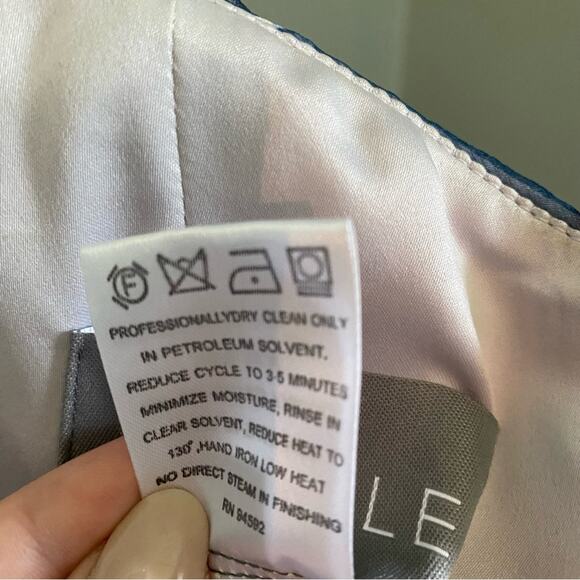 F
PROFESSIONALLYDRY CLEAN ONLY
IN PETROLEUM SOLVENT,
REDUCE CYCLE TO 3-5 MINUTES
MINIMIZE MOISTURE, RINSE IN
CLEAR SOLVENT, REDUCE HEAT TO
130°,HAND IRON LOW HEAT
NO DIRECT STEAM IN FINISHING
RN 94592
LE